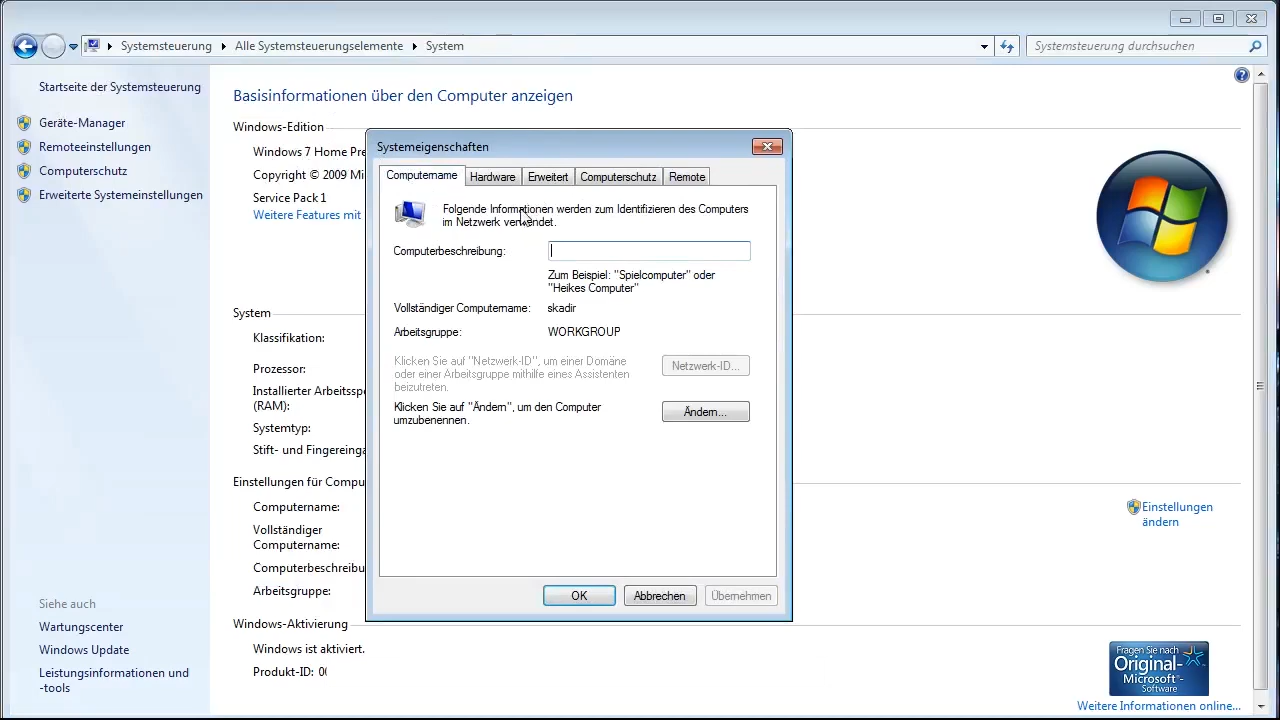 Systemsteuerung Alle Systemsteuerungselemente System
Systemsteuerung durchsuchen
Startseite der Systemsteuerung
Geräte-Manager
Remoteeinstellungen
Computerschutz
Erweiterte Systemeinstellungen
Siehe auch
Wartungscenter
Windows Update
Leistungsinformationen und
-tools
Basisinformationen über den Computer anzeigen
Windows-Edition
Windows 7 Home Pre
Copyright © 2009 Mi
Service Pack 1
Weitere Features mit
System
Klassifikation:
Prozessor:
Installierter Arbeitsspe
(RAM):
Systemtyp:
Stift- und Fingereinga
Einstellungen für Compu
Computername:
Vollständiger
Computername:
Computerbeschreibu
Arbeitsgruppe:
Windows-Aktivierung
Windows ist aktiviert.
Produkt-ID: 00
Systemeigenschaften
Computername Hardware Erweitert Computerschutz Remote
Folgende Informationen werden zum Identifizieren des Computers
im Netzwerk verwendet.
Computerbeschreibung:
Zum Beispiel: "Spielcomputer" oder
"Heikes Computer"
Vollständiger Computername: skadir
Arbeitsgruppe: WORKGROUP
Klicken Sie auf "Netzwerk-ID", um einer Domäne
oder einer Arbeitsgruppe mithilfe eines Assistenten
beizutreten.
Netzwerk-ID...
Klicken Sie auf "Ändern", um den Computer
umzubenennen.
Ändern...
OK Abbrechen Übernehmen
Einstellungen
ändern
Fragen Sie nach
Original-
Microsoft®-
Software
Weitere Informationen online...